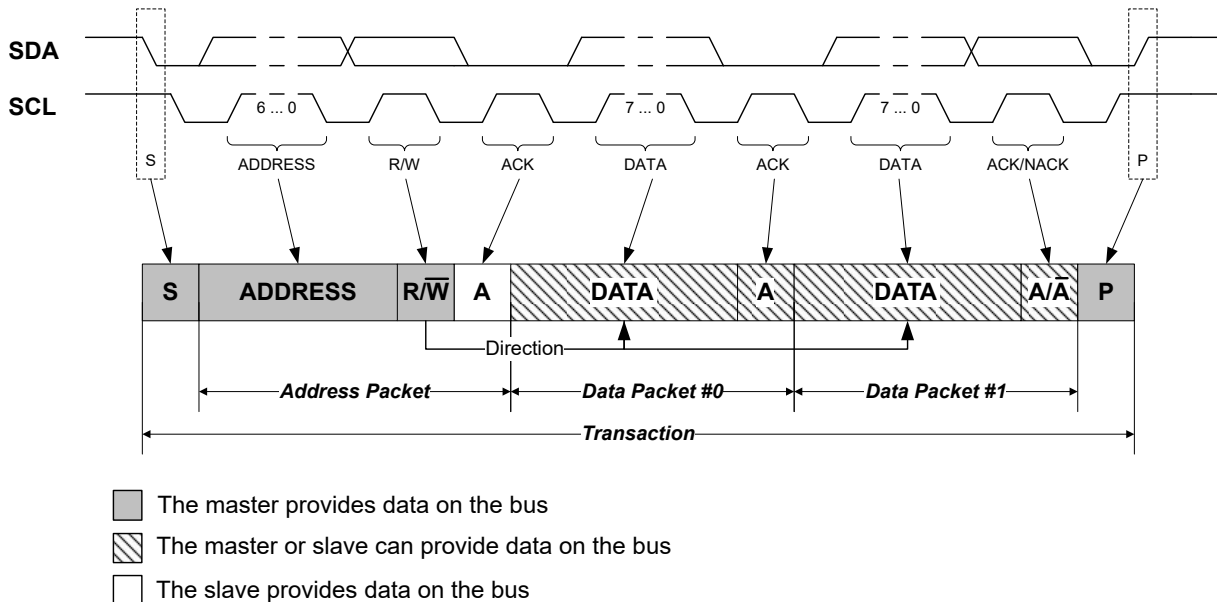 SDA
SCL
6 ... 0
7 ... 0
7 ... 0
S
ADDRESS
R/W
ACK
DATA
ACK
DATA
ACK/NACK
P
S
ADDRESS
R/W̅
A
DATA
A
DATA
A/A̅
P
Direction
Address Packet
Data Packet #0
Data Packet #1
Transaction
The master provides data on the bus
The master or slave can provide data on the bus
The slave provides data on the bus